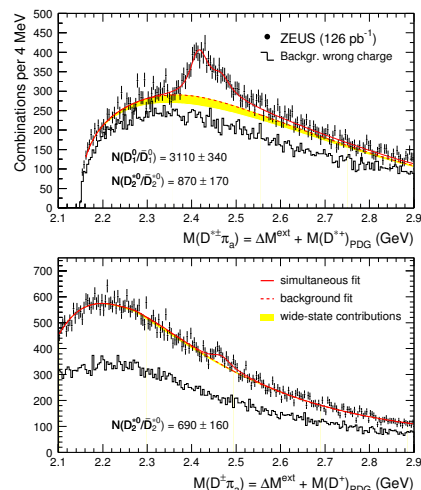 Combinations per 4 MeV
500
450
400
350
300
250
200
150
100
50
0
ZEUS (126 pb⁻¹)
Backgr. wrong charge
N(D₁⁰/D̄₁⁰) = 3110 ± 340
N(D₂*⁰/D̄₂*⁰) = 870 ± 170
2.1 2.2 2.3 2.4 2.5 2.6 2.7 2.8 2.9
M(D*±πₐ) = ΔMᵉˣᵗ + M(D*⁺)PDG (GeV)
700
600
500
400
300
200
100
0
simultaneous fit
background fit
wide-state contributions
N(D₂*⁰/D̄₂*⁰) = 690 ± 160
2.1 2.2 2.3 2.4 2.5 2.6 2.7 2.8 2.9
M(D±πₐ) = ΔMᵉˣᵗ + M(D⁺)PDG (GeV)